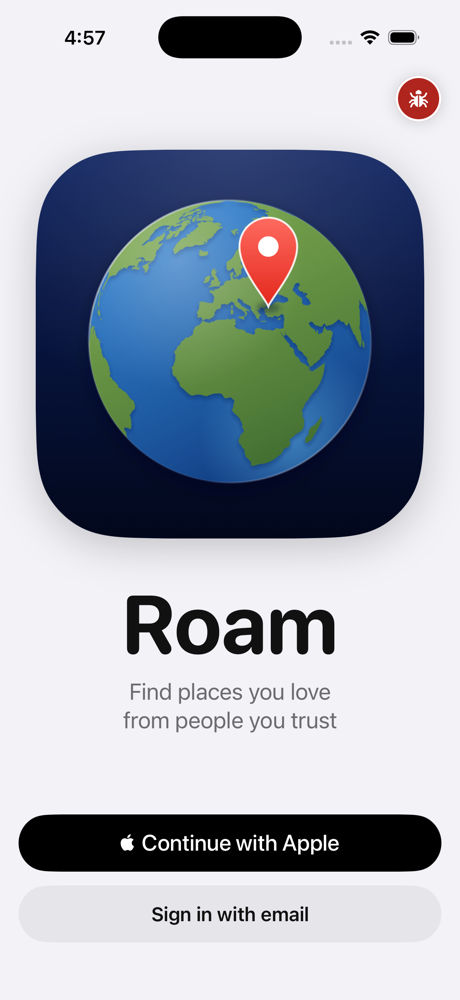 4:57
Roam
Find places you love
from people you trust
Continue with Apple
Sign in with email